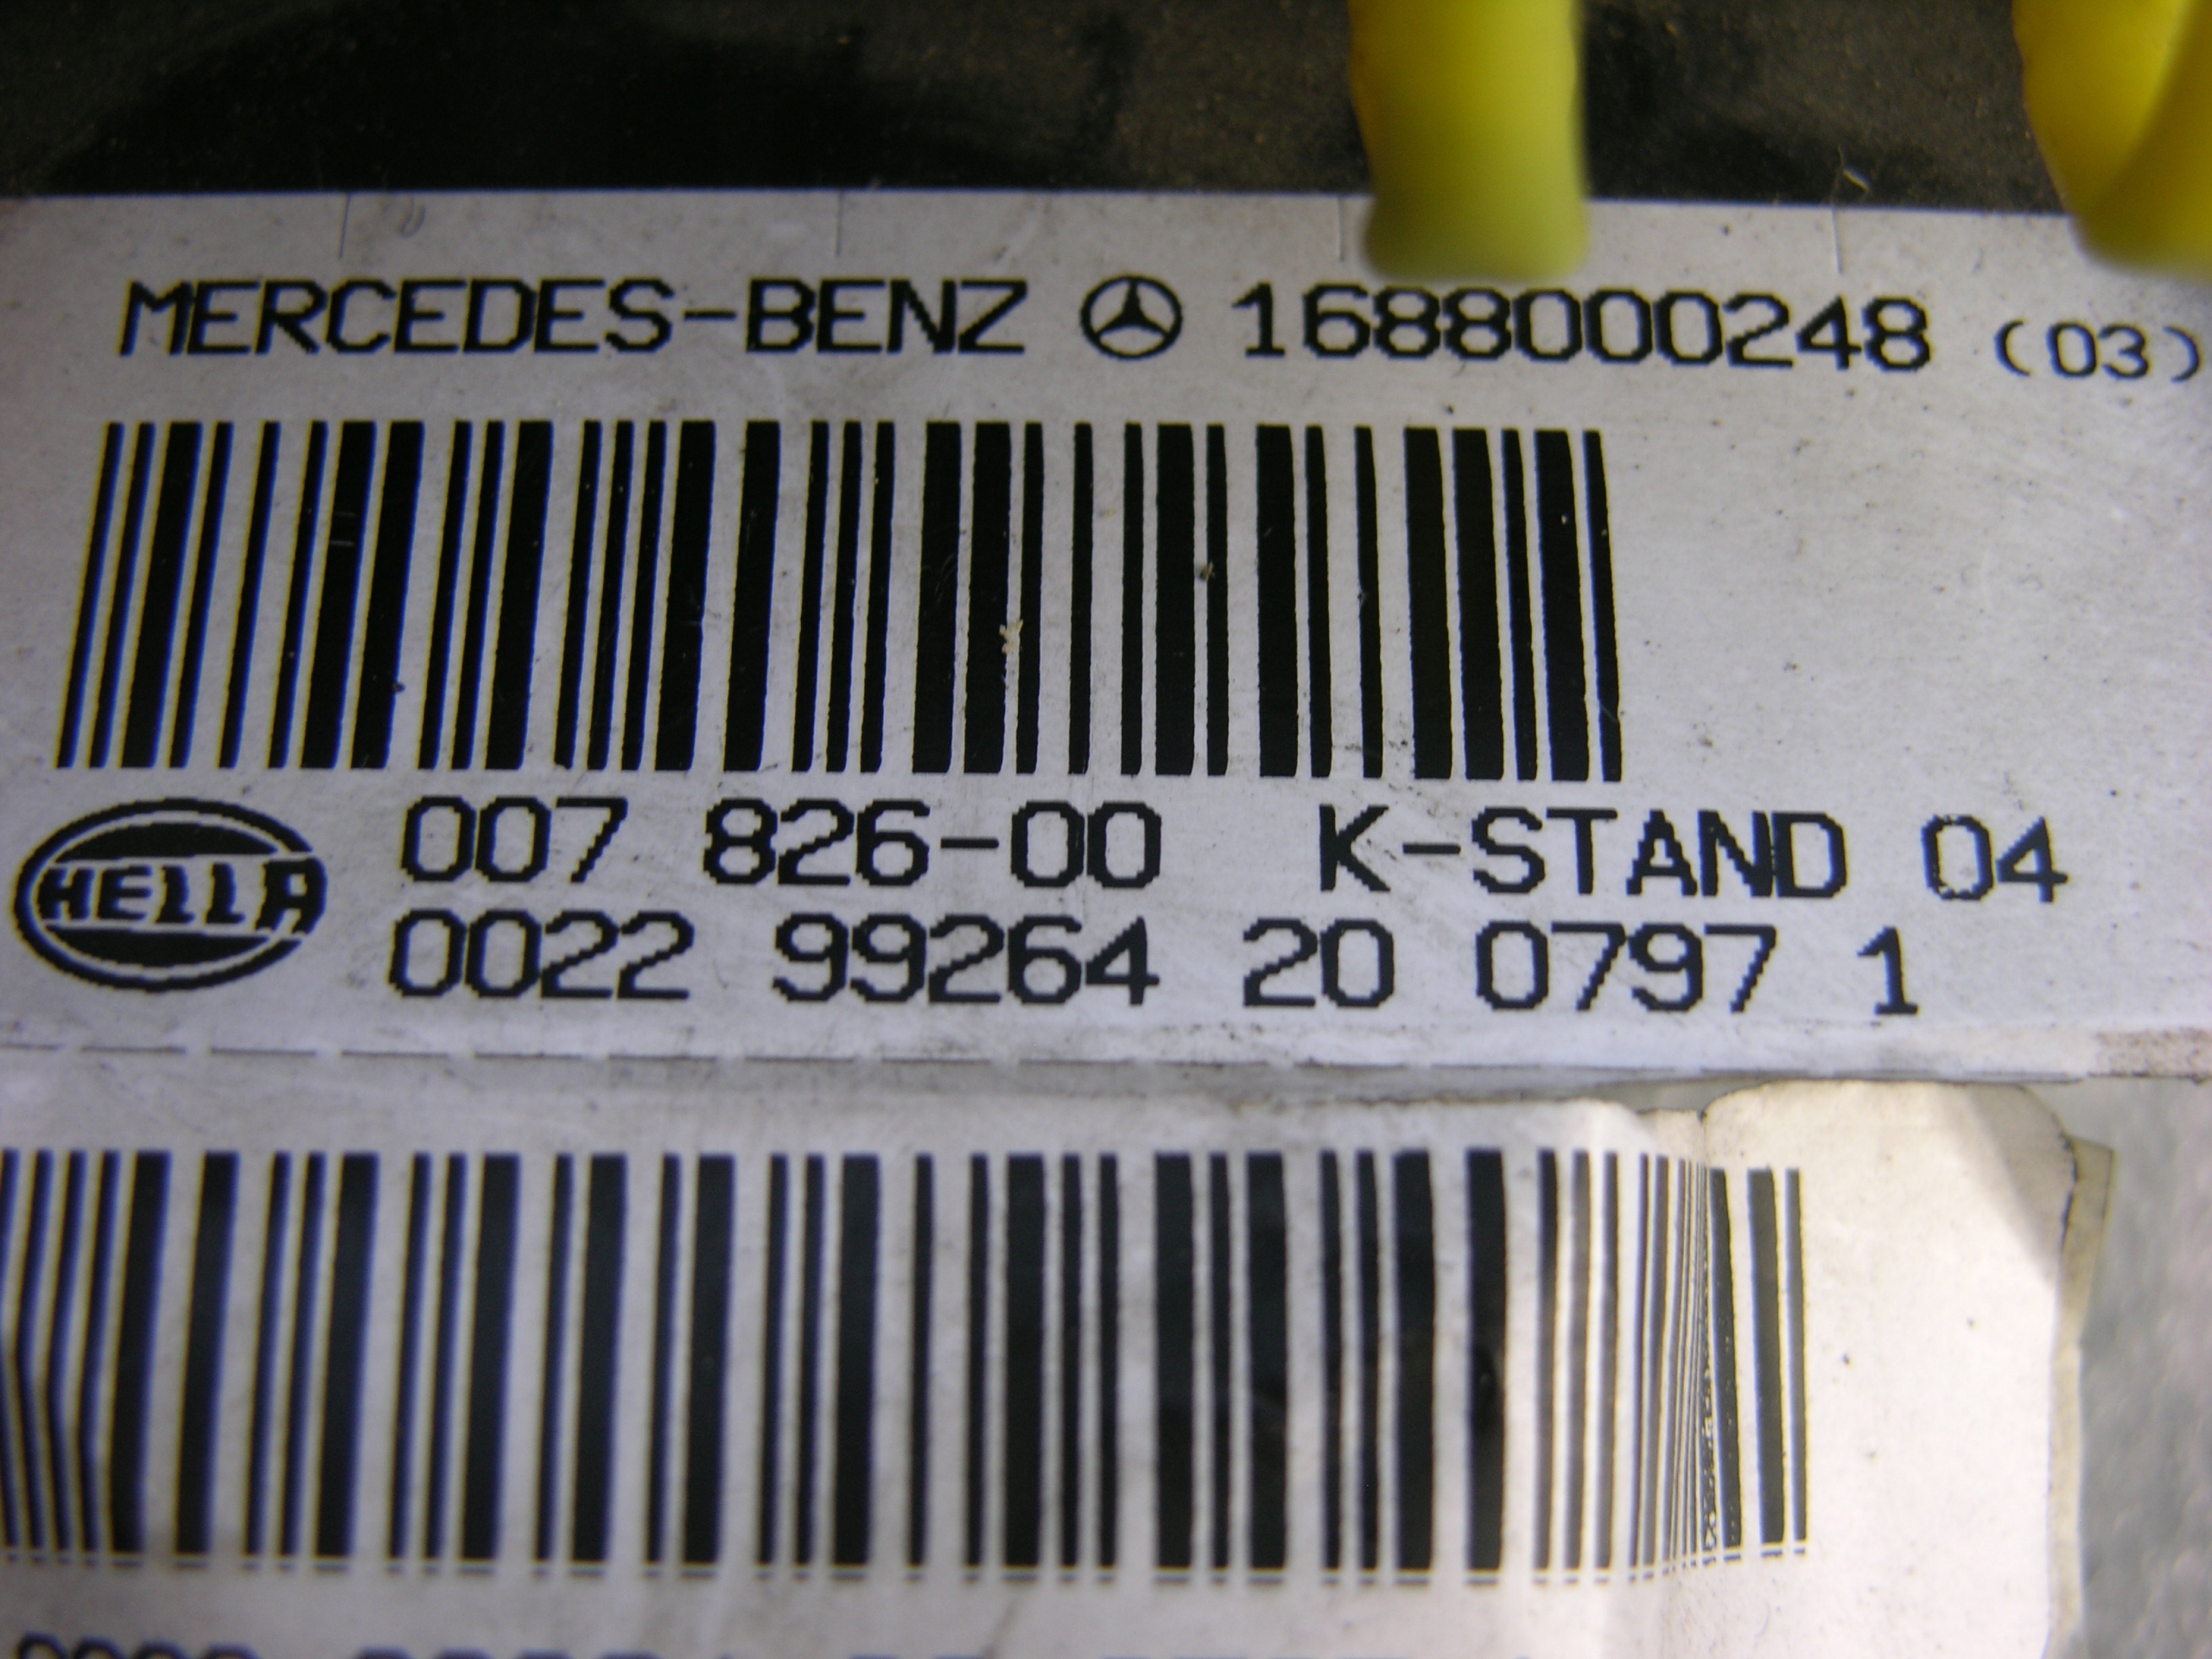 MERCEDES-BENZ 1688000248 (03)
HELLA 007 826-00 K-STAND 04
0022 99264 20 0797 1